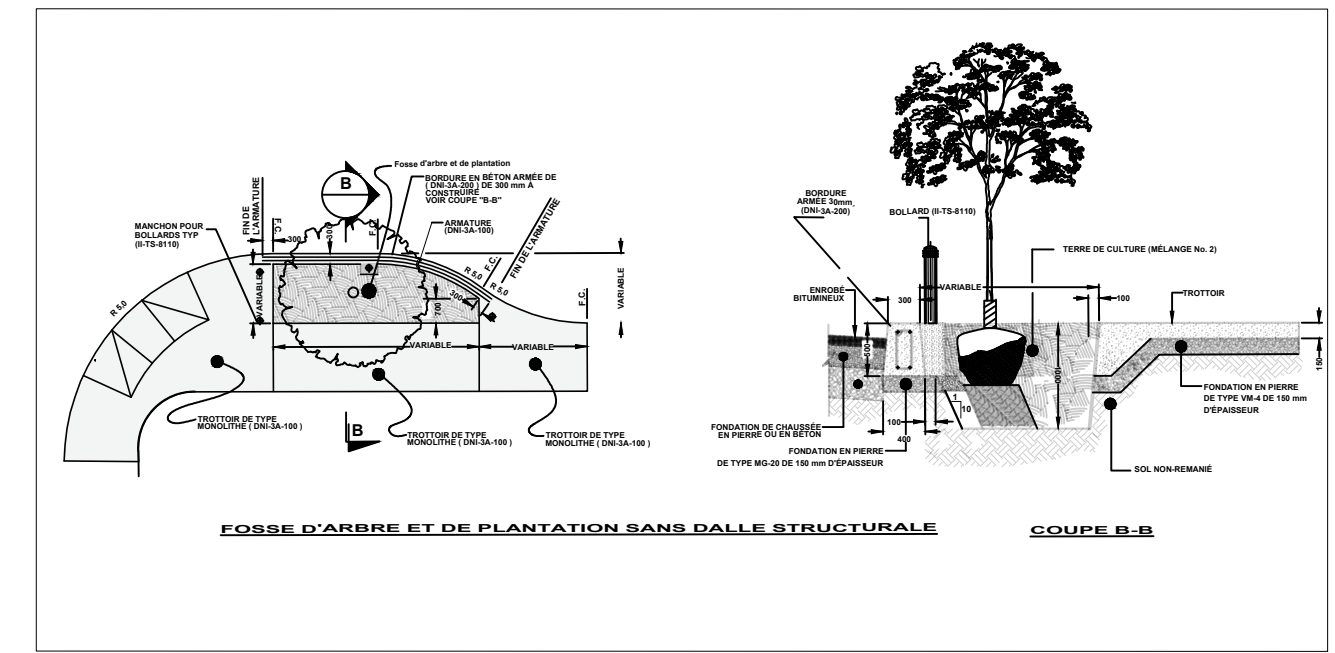 Fosse d'arbre et de plantation
B
BORDURE EN BÉTON ARMÉE DE
( DNI-3A-200 ) DE 300 mm À
CONSTRUIRE
VOIR COUPE "B-B"
FIN DE
L'ARMATURE
F.C.
F.C.
MANCHON POUR
BOLLARDS TYP
(II-TS-8110)
ARMATURE
(DNI-3A-100)
300
300
FIN DE L'ARMATURE
F.C.
R 5,0
R 5,0
R 5,0
VARIABLE
300
700
F.C.
VARIABLE
VARIABLE
VARIABLE
TROTTOIR DE TYPE
MONOLITHE ( DNI-3A-100 )
B
TROTTOIR DE TYPE
MONOLITHE ( DNI-3A-100 )
TROTTOIR DE TYPE
MONOLITHE ( DNI-3A-100 )
FOSSE D'ARBRE ET DE PLANTATION SANS DALLE STRUCTURALE
BORDURE
ARMÉE 30mm
(DNI-3A-200)
BOLLARD (II-TS-8110)
TERRE DE CULTURE (MÉLANGE No. 2)
ENROBÉ
BITUMINEUX
300
VARIABLE
100
TROTTOIR
500
1000
150
1
10
100
400
FONDATION DE CHAUSSÉE
EN PIERRE OU EN BÉTON
FONDATION EN PIERRE
DE TYPE MG-20 DE 150 mm D'ÉPAISSEUR
FONDATION EN PIERRE
DE TYPE VM-4 DE 150 mm
D'ÉPAISSEUR
SOL NON-REMANIÉ
COUPE B-B